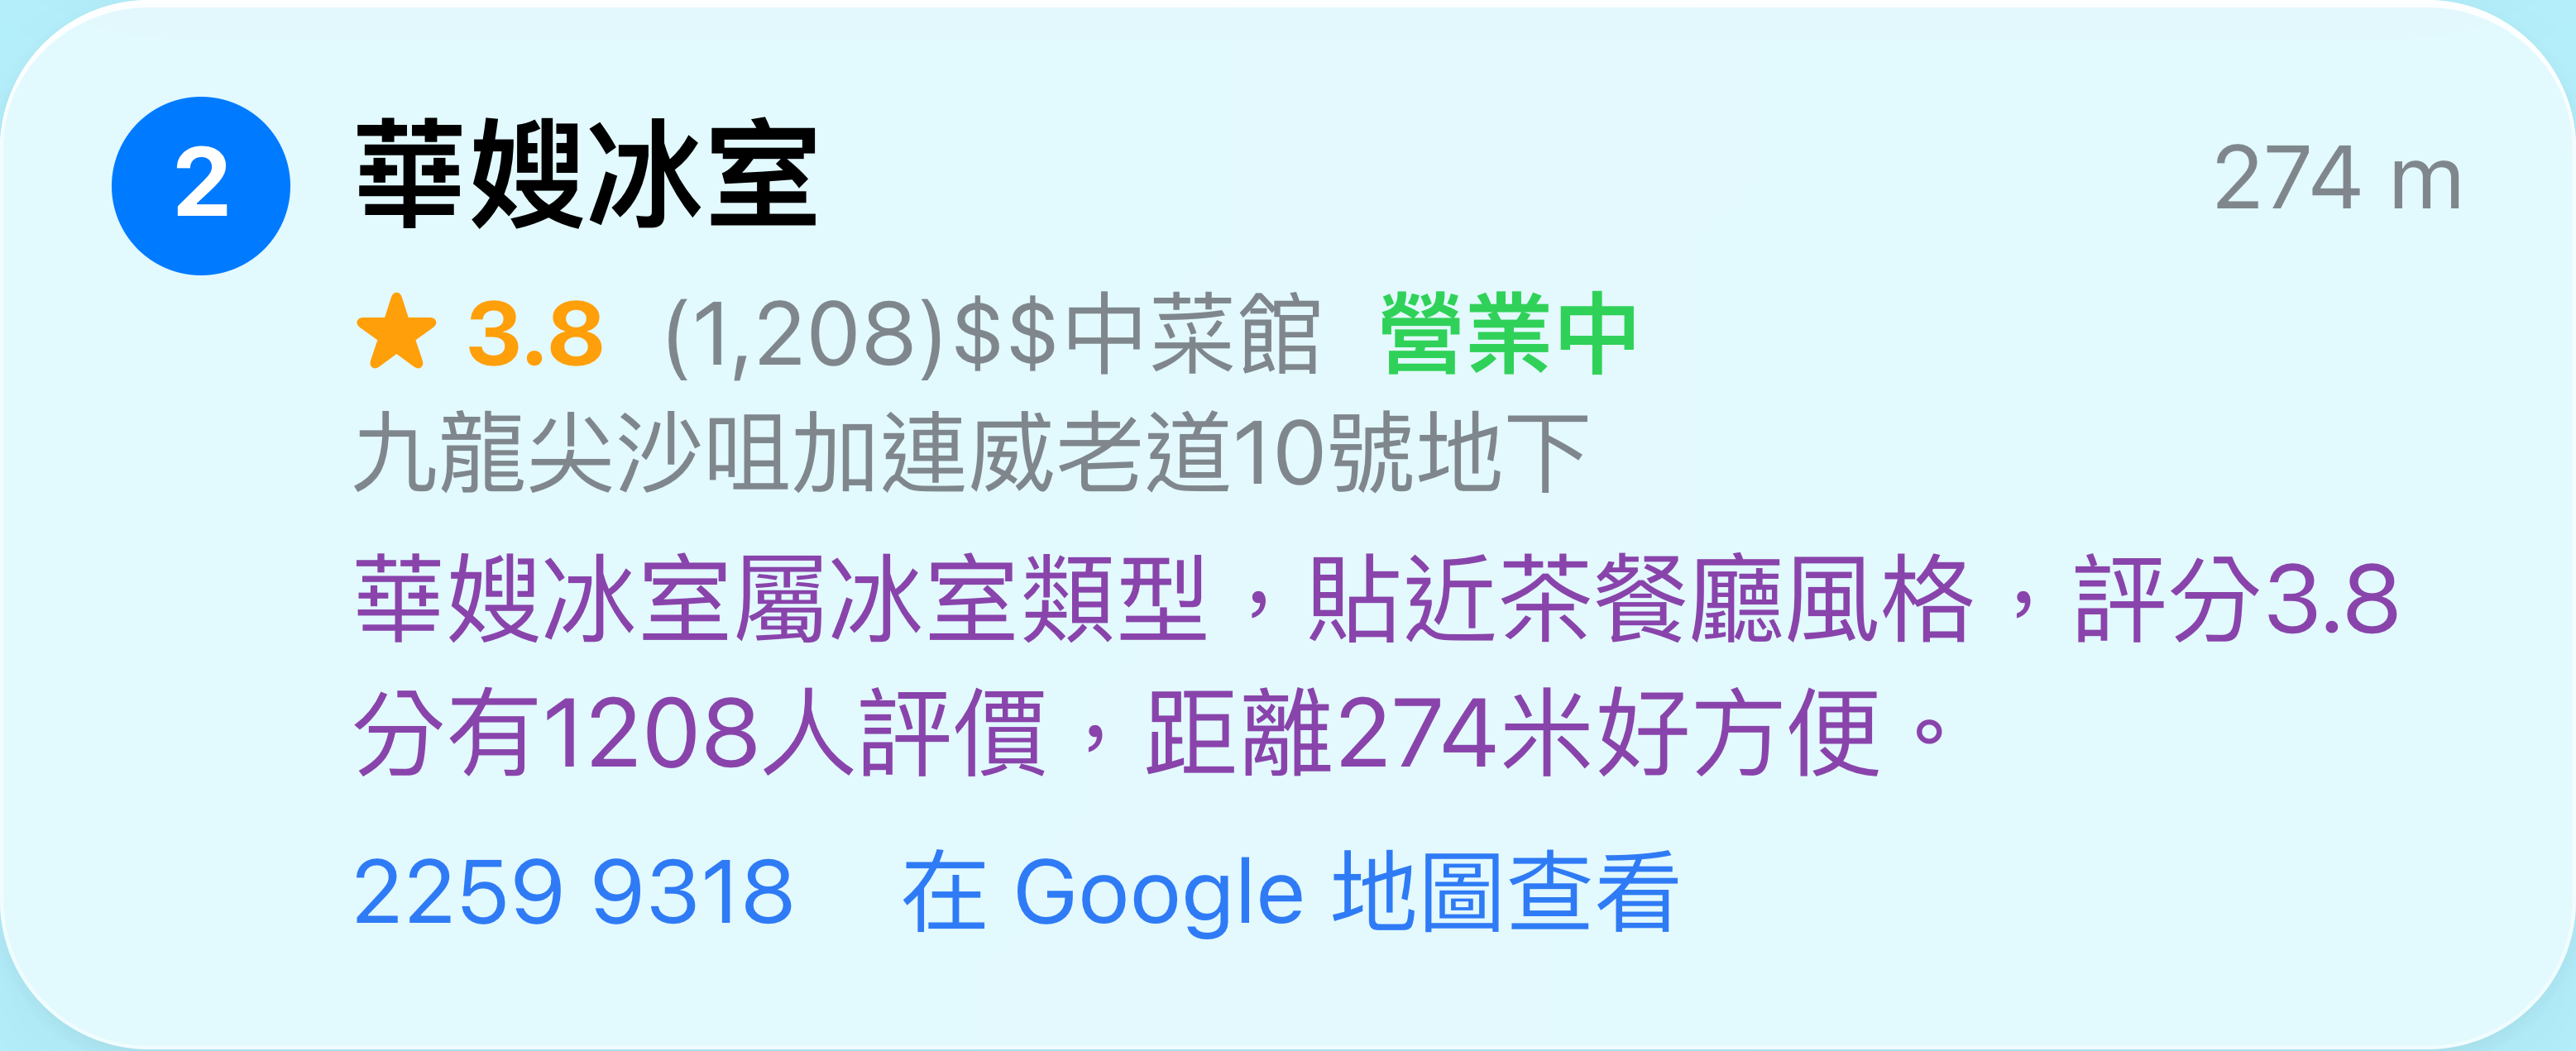 2
華嫂冰室
274 m
★ 3.8 (1,208)$$中菜館 營業中
九龍尖沙咀加連威老道10號地下
華嫂冰室屬冰室類型，貼近茶餐廳風格，評分3.8
分有1208人評價，距離274米好方便。
2259 9318 在 Google 地圖查看